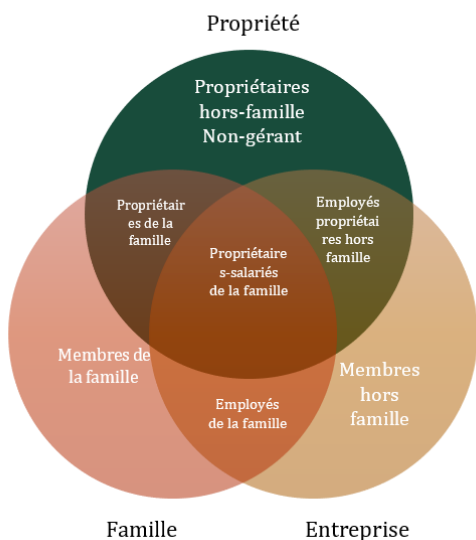 Propriété
Propriétaires
hors-famille
Non-gérant
Propriétair
es de la
famille
Employés
propriétai
res hors
famille
Propriétaire
s-salariés
de la famille
Membres de
la famille
Membres
hors
famille
Employés
de la famille
Famille
Entreprise